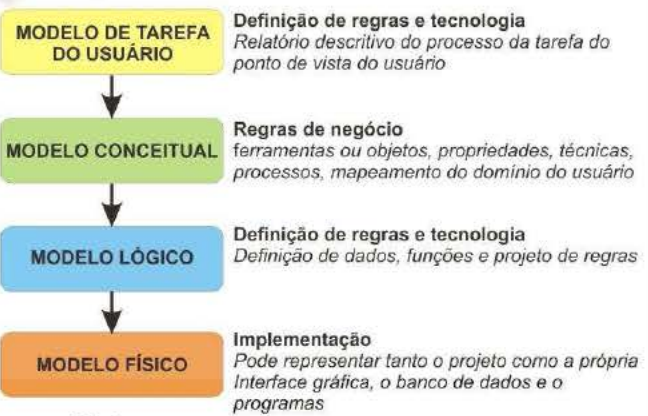 MODELO DE TAREFA
DO USUÁRIO
Definição de regras e tecnologia
Relatório descritivo do processo da tarefa do
ponto de vista do usuário
MODELO CONCEITUAL
Regras de negócio
ferramentas ou objetos, propriedades, técnicas,
processos, mapeamento do domínio do usuário
MODELO LÓGICO
Definição de regras e tecnologia
Definição de dados, funções e projeto de regras
MODELO FÍSICO
Implementação
Pode representar tanto o projeto como a própria
Interface gráfica, o banco de dados e o
programas